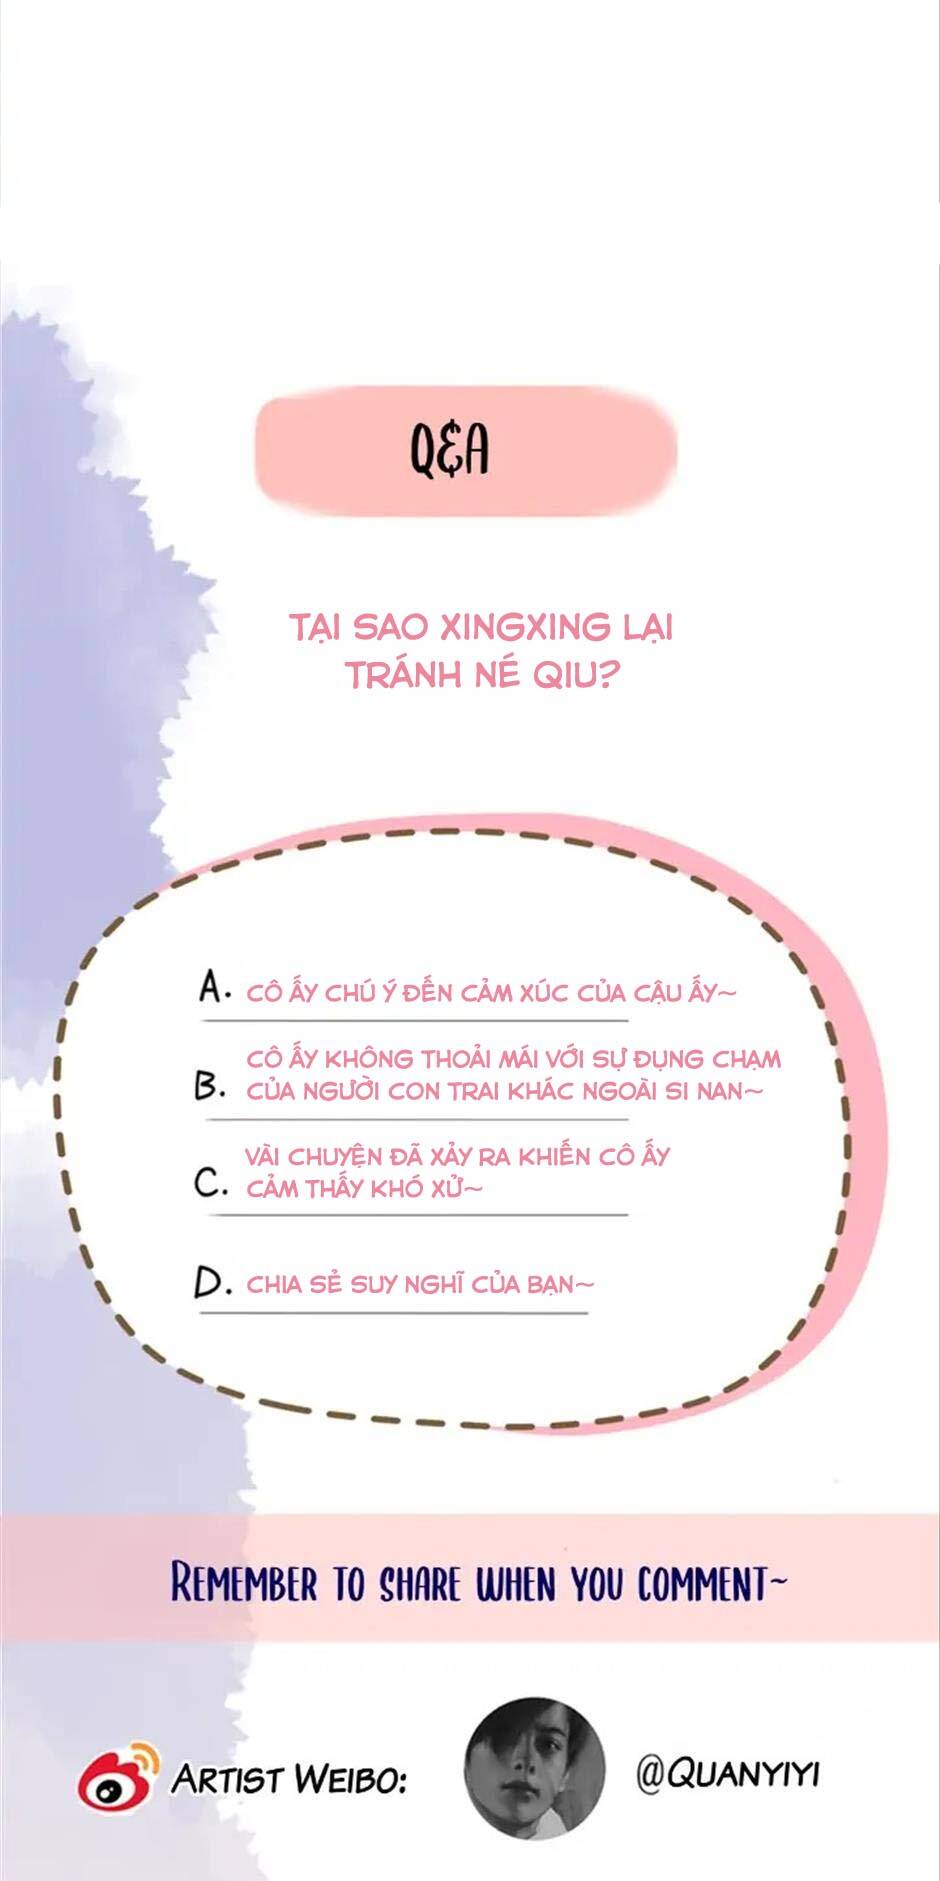 Q&A
TẠI SAO XINGXING LẠI
TRÁNH NÉ QIU?
A. CÔ ẤY CHÚ Ý ĐẾN CẢM XÚC CỦA CẬU ẤY~
CÔ ẤY KHÔNG THOẢI MÁI VỚI SỰ ĐỤNG CHẠM
B. CỦA NGƯỜI CON TRAI KHÁC NGOÀI SI NAN~
VÀI CHUYỆN ĐÃ XẢY RA KHIẾN CÔ ẤY
C. CẢM THẤY KHÓ XỬ~
D. CHIA SẺ SUY NGHĨ CỦA BẠN~
REMEMBER TO SHARE WHEN YOU COMMENT~
ARTIST WEIBO: @QUANYIYI